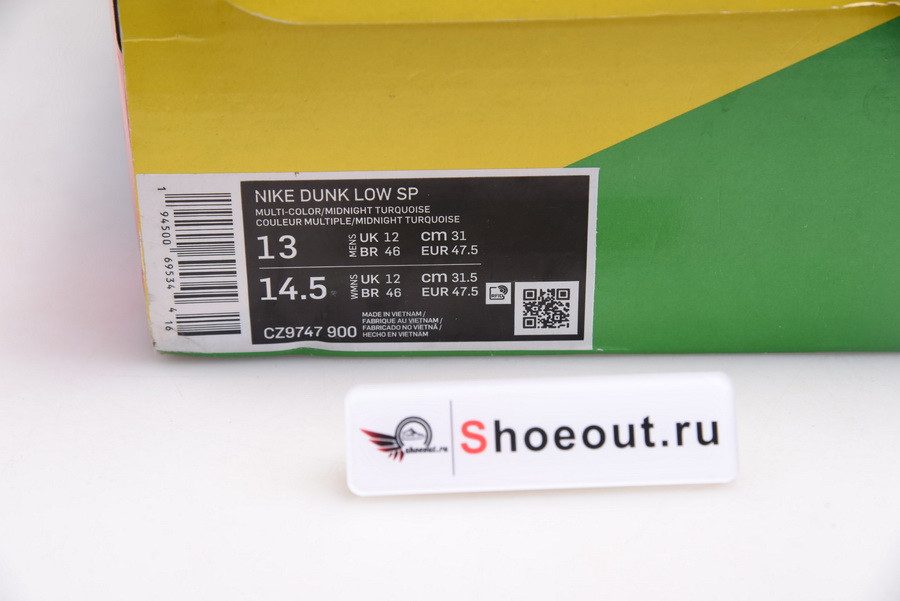 NIKE DUNK LOW SP
MULTI-COLOR/MIDNIGHT TURQUOISE
COULEUR MULTIPLE/MIDNIGHT TURQUOISE
13 MENS UK 12 cm 31
BR 46 EUR 47.5
14.5 WMNS UK 12 cm 31.5
BR 46 EUR 47.5
RFID
CZ9747 900
MADE IN VIETNAM /
FABRIQUE AU VIETNAM /
FABRICADO NO VIETNÃ /
HECHO EN VIETNAM
1 94500 69534 4 16
shoeout.ru
Shoeout.ru